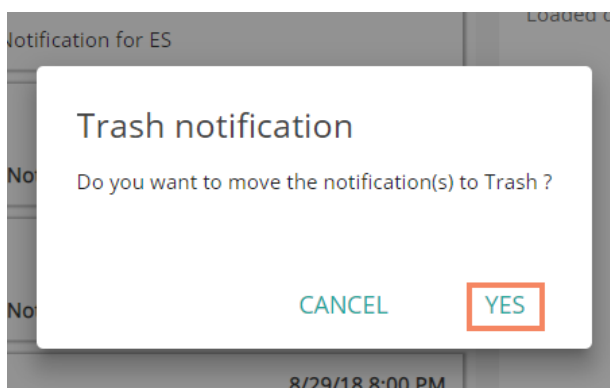 Loaded
Notification for ES
Trash notification
Do you want to move the notification(s) to Trash ?
CANCEL YES
8/29/18 8:00 PM